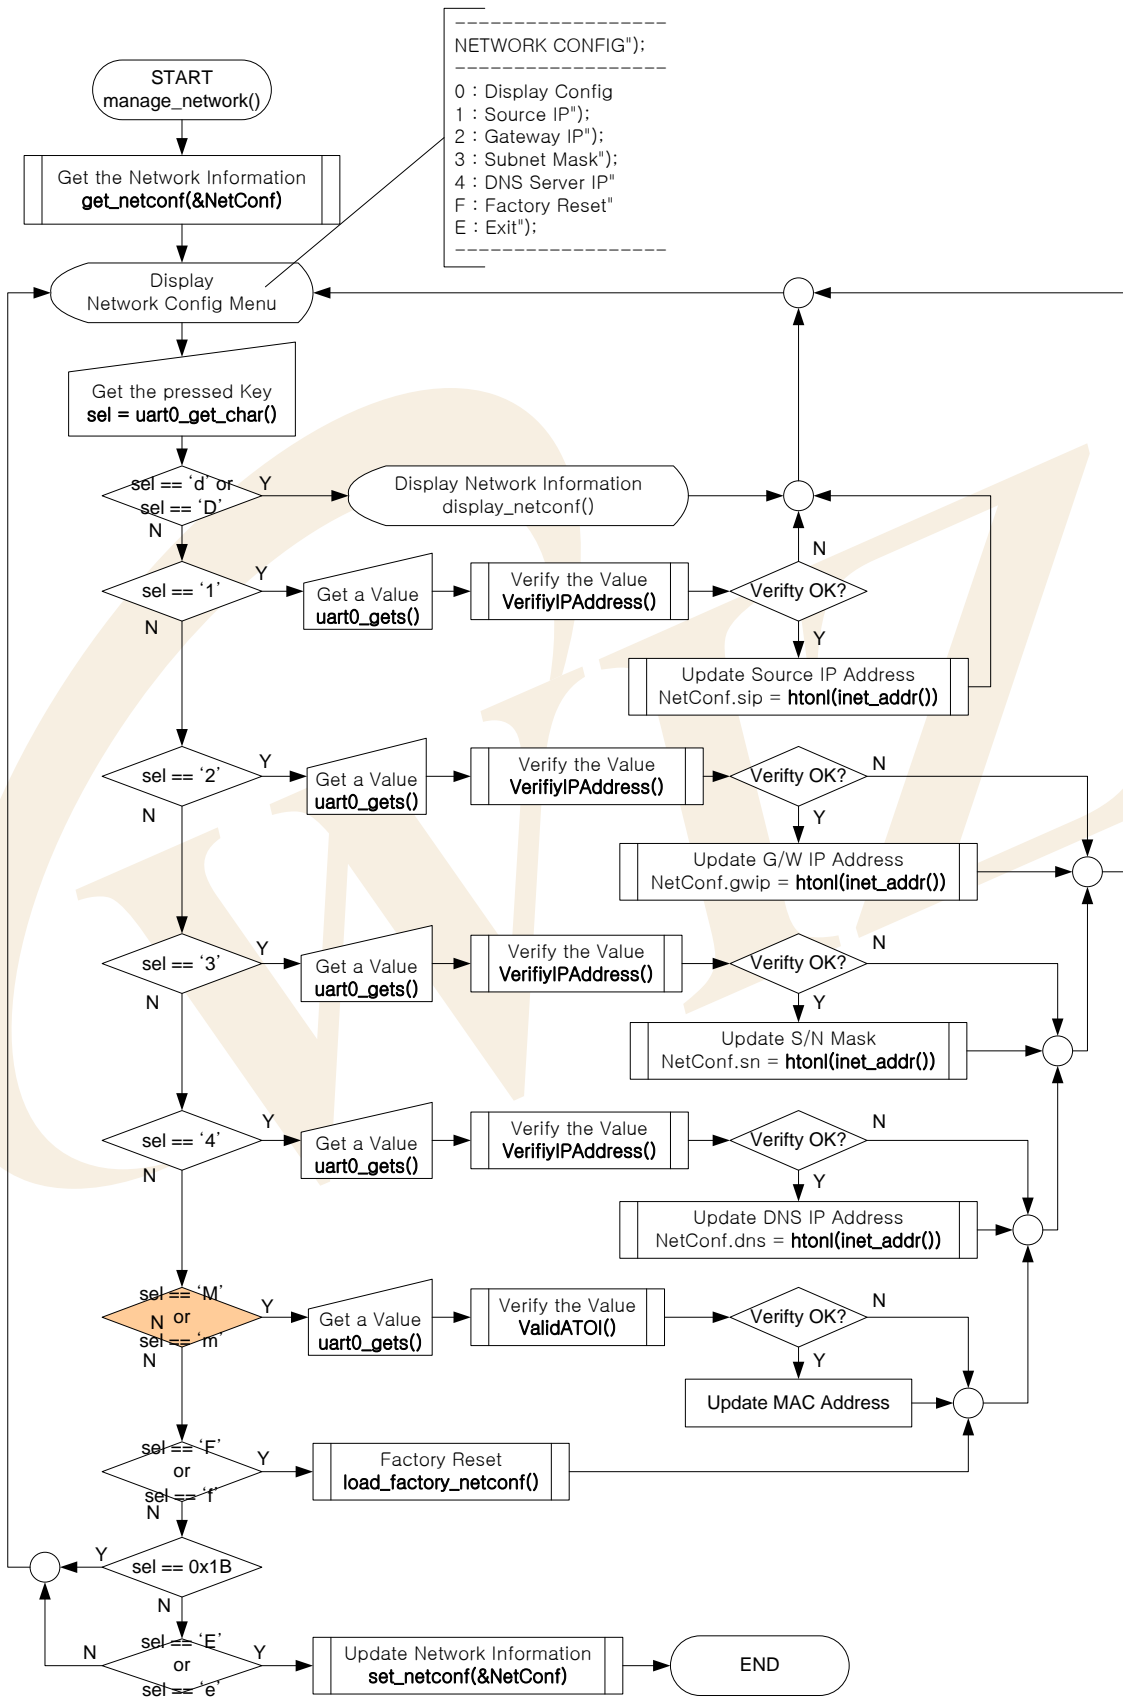 ------------------
NETWORK CONFIG");
------------------
0 : Display Config
1 : Source IP");
2 : Gateway IP");
3 : Subnet Mask");
4 : DNS Server IP"
F : Factory Reset"
E : Exit");
------------------
START
manage_network()
Get the Network Information
get_netconf(&NetConf)
Display
Network Config Menu
Get the pressed Key
sel = uart0_get_char()
sel == ‘d’ or
sel == ‘D’
Y
N
Display Network Information
display_netconf()
sel == ‘1’
Y
N
Get a Value
uart0_gets()
Verify the Value
VerifiyIPAddress()
Verifty OK?
N
Y
Update Source IP Address
NetConf.sip = htonl(inet_addr())
sel == ‘2’
Y
N
Get a Value
uart0_gets()
Verify the Value
VerifiyIPAddress()
Verifty OK?
N
Y
Update G/W IP Address
NetConf.gwip = htonl(inet_addr())
sel == ‘3’
Y
N
Get a Value
uart0_gets()
Verify the Value
VerifiyIPAddress()
Verifty OK?
N
Y
Update S/N Mask
NetConf.sn = htonl(inet_addr())
sel == ‘4’
Y
N
Get a Value
uart0_gets()
Verify the Value
VerifiyIPAddress()
Verifty OK?
N
Y
Update DNS IP Address
NetConf.dns = htonl(inet_addr())
sel == ‘M’
or
N
sel == ‘m’
Y
N
Get a Value
uart0_gets()
Verify the Value
ValidATOI()
Verifty OK?
N
Y
Update MAC Address
sel == ‘F’
or
sel == ‘f’
Y
N
Factory Reset
load_factory_netconf()
sel == 0x1B
Y
N
sel == ‘E’
or
sel == ‘e’
N
Y
Update Network Information
set_netconf(&NetConf)
END
WIZ